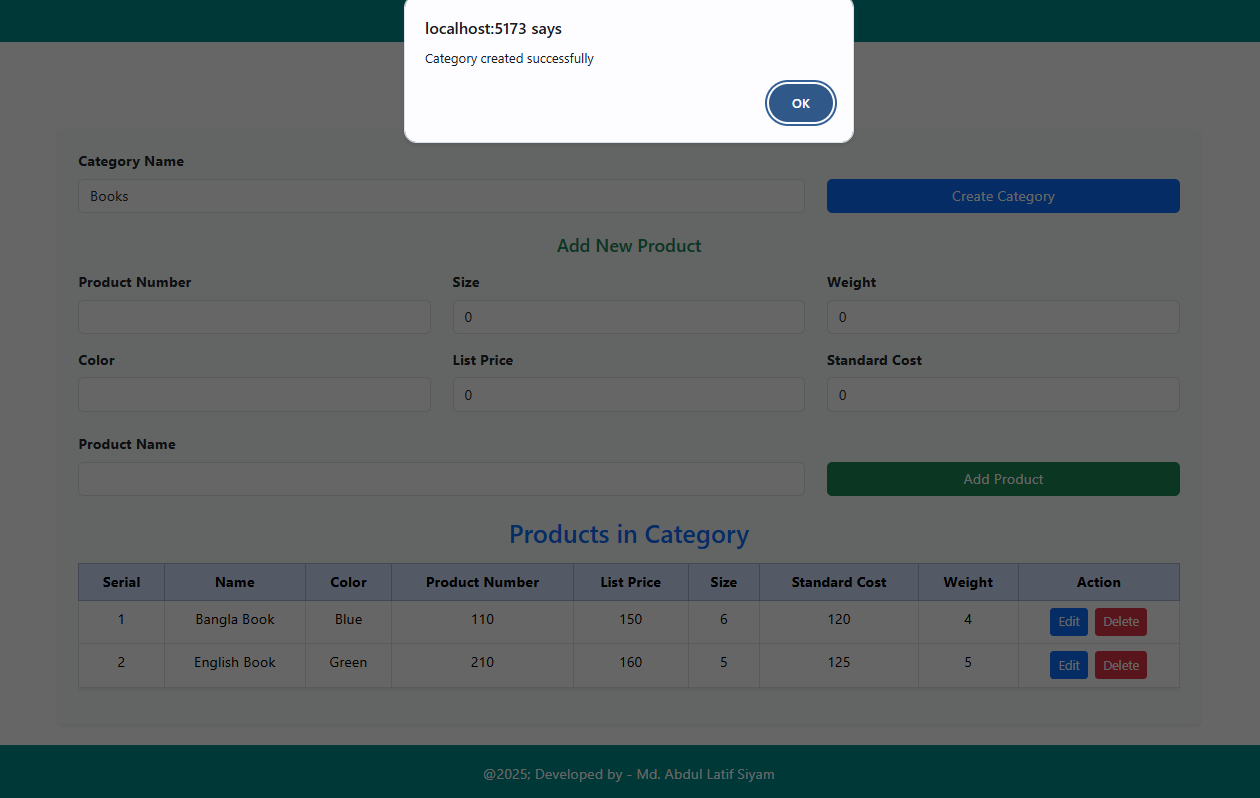 localhost:5173 says
Category created successfully
OK
Category Name
Books
Create Category
Add New Product
Product Number Size Weight
0 0
Color List Price Standard Cost
0 0
Product Name
Add Product
Products in Category
Serial Name Color Product Number List Price Size Standard Cost Weight Action
1 Bangla Book Blue 110 150 6 120 4 Edit Delete
2 English Book Green 210 160 5 125 5 Edit Delete
@2025; Developed by - Md. Abdul Latif Siyam